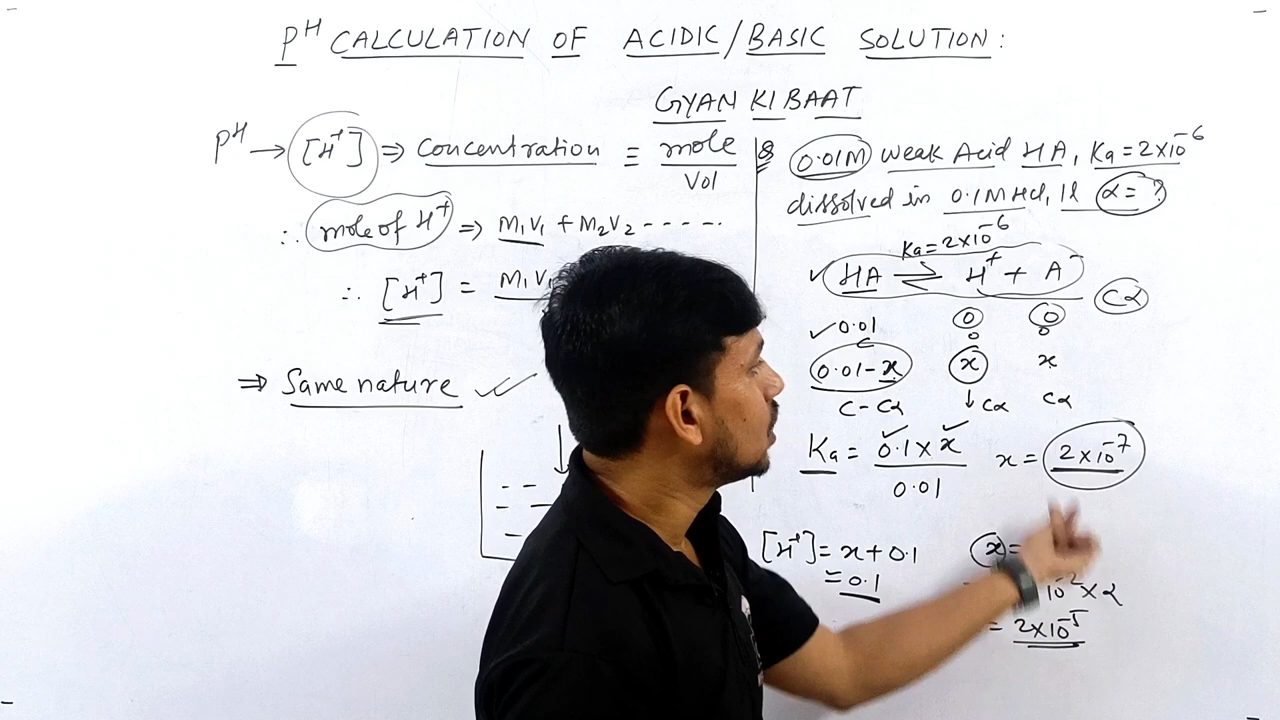 P^H CALCULATION OF ACIDIC/BASIC SOLUTION:
GYAN KI BAAT
P^H → [H⁺] ⇒ Concentration ≡ mole
Vol
∴ mole of H⁺ ⇒ M₁V₁ + M₂V₂ - - - - -
∴ [H⁺] = M₁V₁
⇒ Same nature ✓✓
0.01M weak Acid HA, Ka = 2×10⁻⁶
dissolved in 0.1M HCl, 1l α = ?
Ka = 2×10⁻⁶
✓ HA ⇌ H⁺ + A⁻
Cα
✓ 0.01 0 0
0 0
0.01-x x x
C-Cα ↓Cα Cα
Ka = 0.1 × x
0.01
x = 2×10⁻⁷
[H⁺] = x + 0.1
≈ 0.1
x =
10⁻² × α
= 2×10⁻⁵